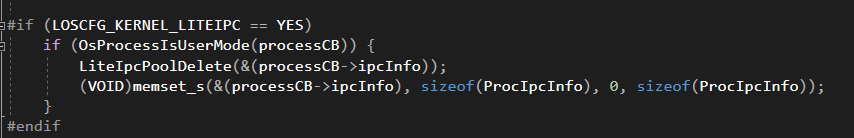 #if (LOSCFG_KERNEL_LITEIPC == YES)
if (OsProcessIsUserMode(processCB)) {
LiteIpcPoolDelete(&(processCB->ipcInfo));
(VOID)memset_s(&(processCB->ipcInfo), sizeof(ProcIpcInfo), 0, sizeof(ProcIpcInfo));
}
#endif